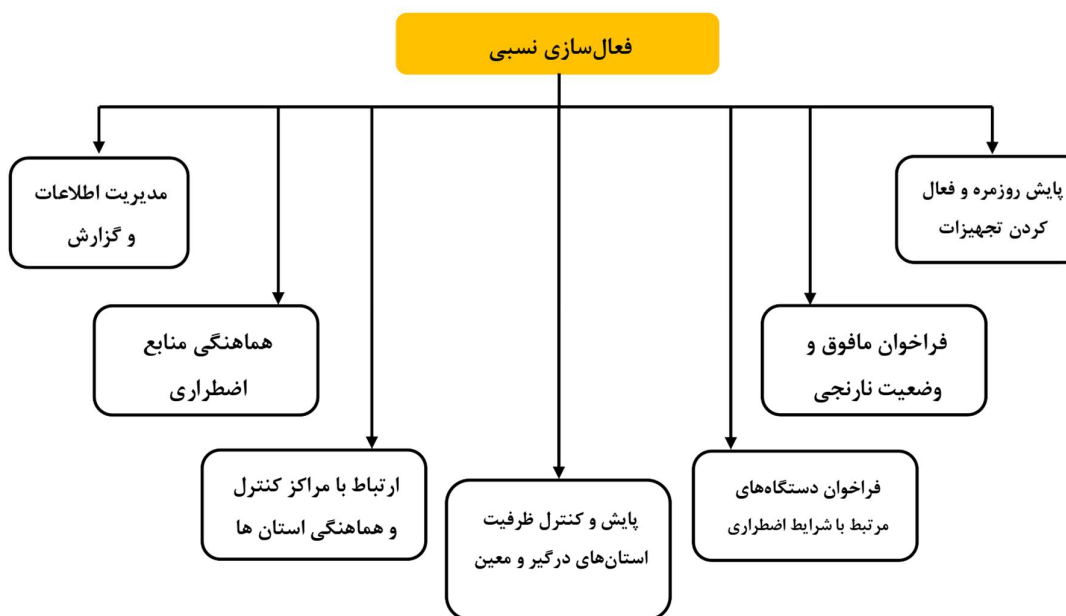 فعال‌سازی نسبی
پایش روزمره و فعال
کردن تجهیزات
فراخوان مافوق و
وضعیت نارنجی
فراخوان دستگاه‌های
مرتبط با شرایط اضطراری
پایش و کنترل ظرفیت
استان‌های درگیر و معین
ارتباط با مراکز کنترل
و هماهنگی استان ها
هماهنگی منابع
اضطراری
مدیریت اطلاعات
و گزارش